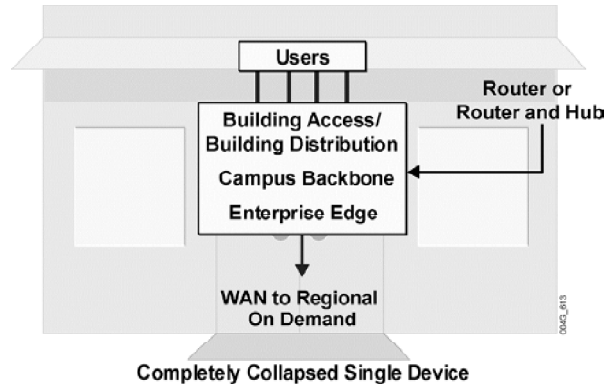 Users
Router or
Router and Hub
Building Access/
Building Distribution
Campus Backbone
Enterprise Edge
WAN to Regional
On Demand
004G_613
Completely Collapsed Single Device